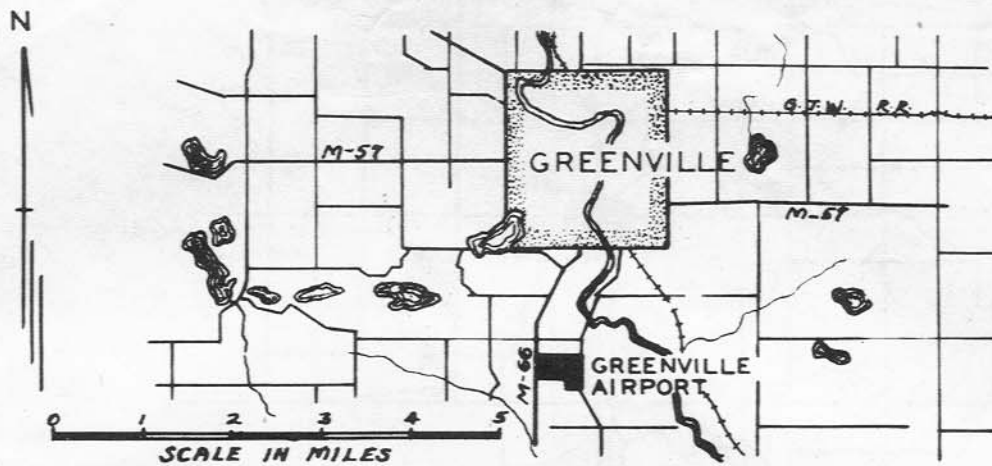 N
G.J.W. R.R.
M-57
GREENVILLE
M-57
M-66
GREENVILLE
AIRPORT
0 1 2 3 4 5
SCALE IN MILES